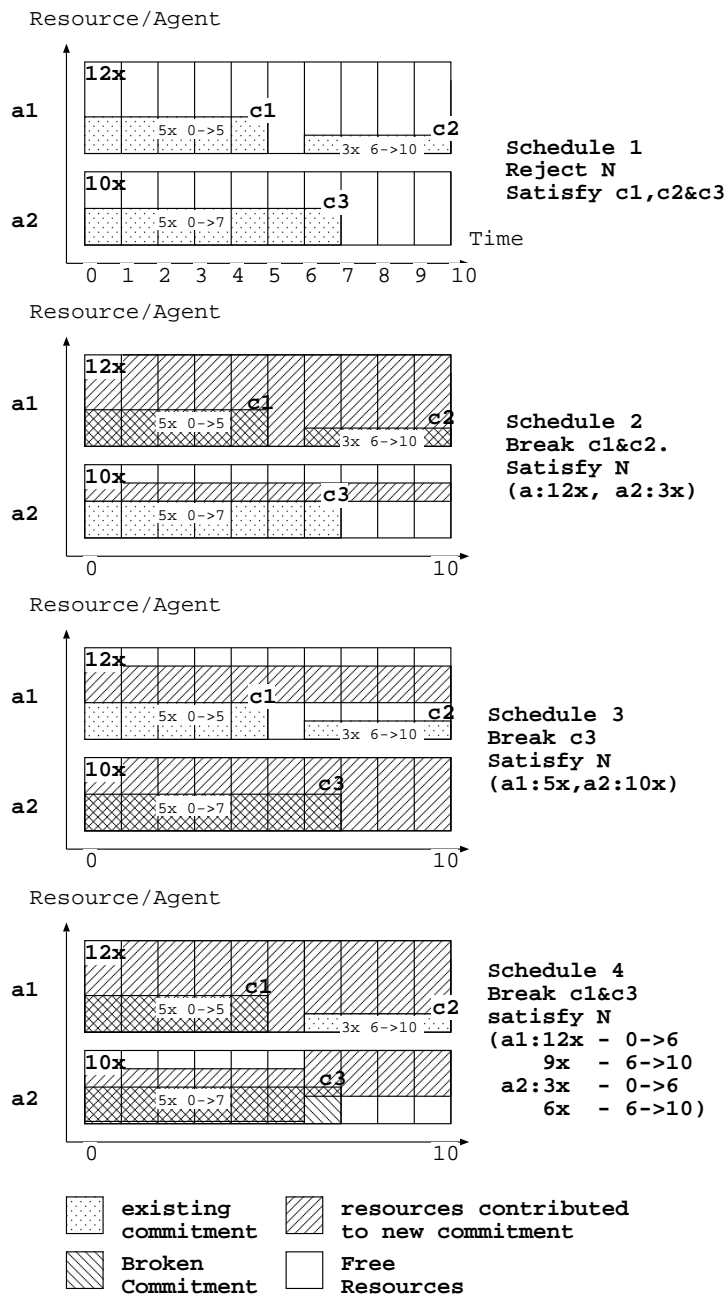 Resource/Agent
12x
a1
c1
5x 0->5
c2
3x 6->10
Schedule 1
Reject N
Satisfy c1,c2&c3
10x
c3
a2
5x 0->7
Time
0 1 2 3 4 5 6 7 8 9 10
Resource/Agent
12x
a1
c1
5x 0->5
c2
3x 6->10
Schedule 2
Break c1&c2.
Satisfy N
(a:12x, a2:3x)
10x
c3
a2
5x 0->7
0 10
Resource/Agent
12x
a1
c1
5x 0->5
c2
3x 6->10
Schedule 3
Break c3
Satisfy N
(a1:5x,a2:10x)
10x
c3
a2
5x 0->7
0 10
Resource/Agent
12x
a1
c1
5x 0->5
c2
3x 6->10
Schedule 4
Break c1&c3
satisfy N
(a1:12x - 0->6
9x - 6->10
a2:3x - 0->6
6x - 6->10)
10x
c3
a2
5x 0->7
0 10
existing
commitment
resources contributed
to new commitment
Broken
Commitment
Free
Resources